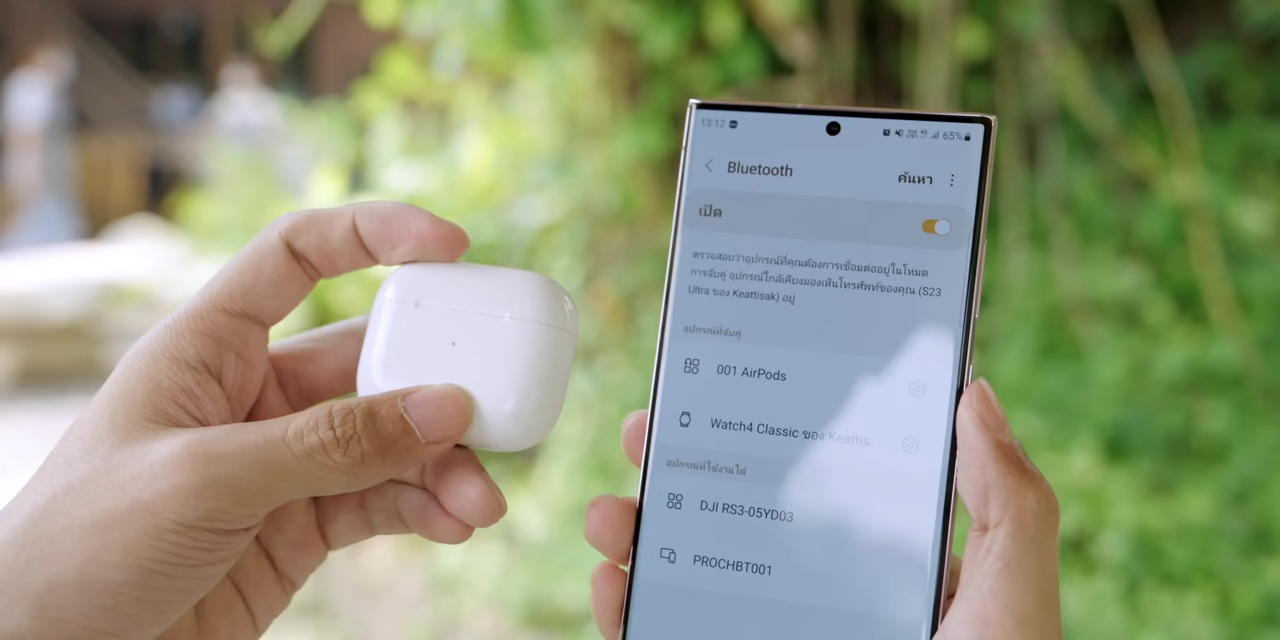 13:12
65%
Bluetooth
ค้นหา
เปิด
ตรวจสอบว่าอุปกรณ์ที่คุณต้องการเชื่อมต่ออยู่ในโหมด
การจับคู่ อุปกรณ์ใกล้เคียงมองเห็นโทรศัพท์ของคุณ (S23
Ultra ของ Keattisak) อยู่
อุปกรณ์ที่จับคู่
001 AirPods
Watch4 Classic ของ Keattis..
อุปกรณ์ที่ใช้งานได้
DJI RS3-05YD03
PROCHBT001